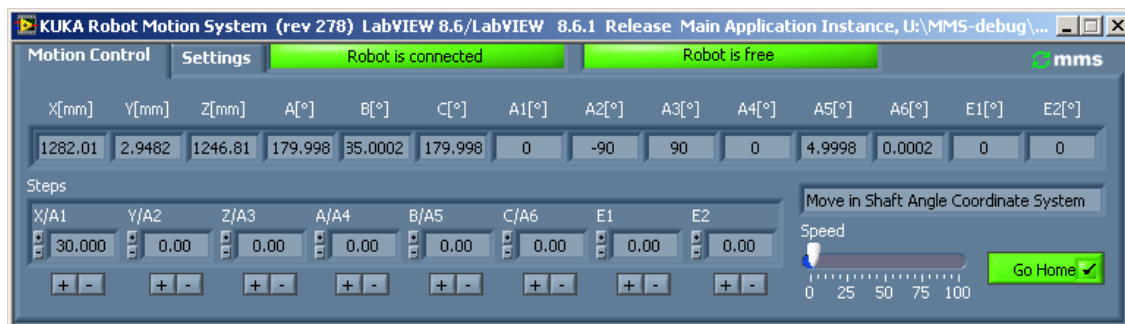 KUKA Robot Motion System (rev 278) LabVIEW 8.6/LabVIEW 8.6.1 Release Main Application Instance, U:\MMS-debug\...
Motion Control Settings Robot is connected Robot is free mms
X[mm] Y[mm] Z[mm] A[°] B[°] C[°] A1[°] A2[°] A3[°] A4[°] A5[°] A6[°] E1[°] E2[°]
1282.01 2.9482 1246.81 179.998 35.0002 179.998 0 -90 90 0 4.9998 0.0002 0 0
Steps
Move in Shaft Angle Coordinate System
X/A1 Y/A2 Z/A3 A/A4 B/A5 C/A6 E1 E2
Speed
30.000 0.00 0.00 0.00 0.00 0.00 0.00 0.00
Go Home
+ - + - + - + - + - + - + - + -
0 25 50 75 100